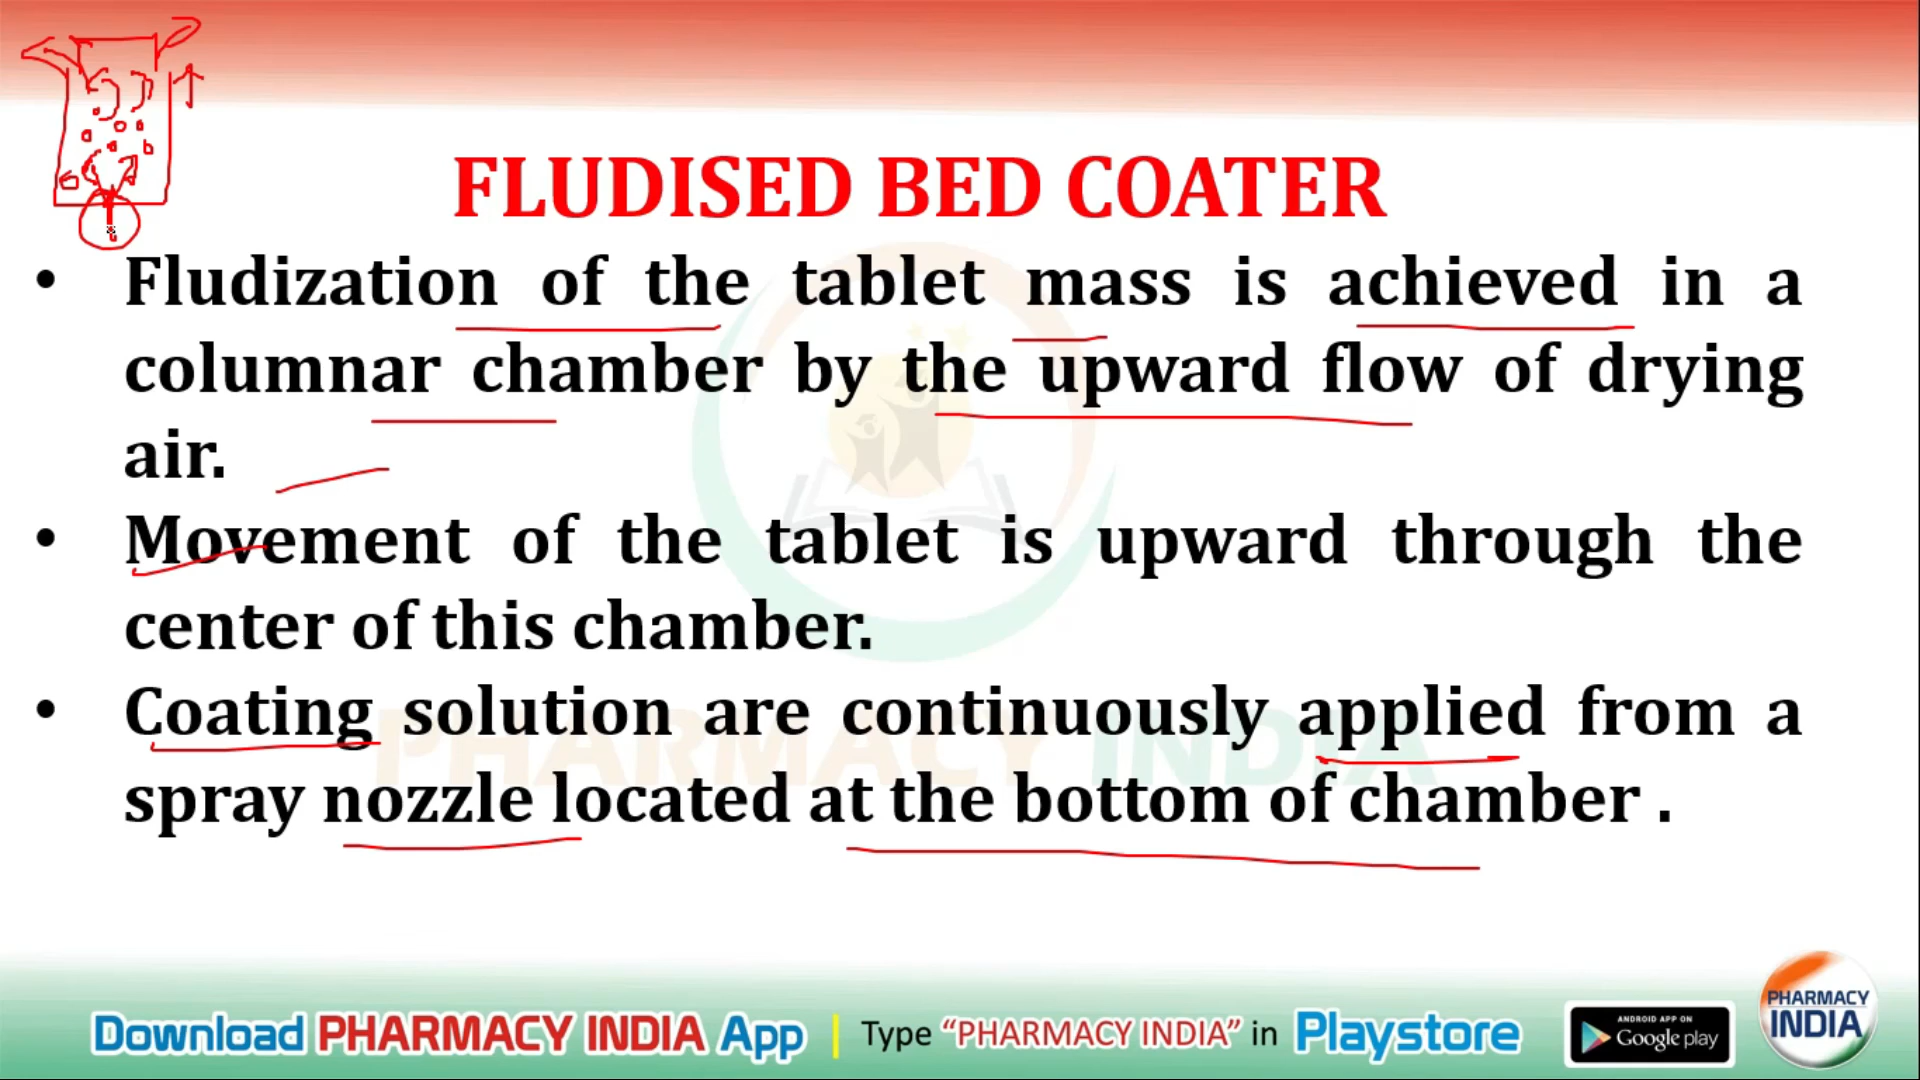 FLUDISED BED COATER
• Fludization of the tablet mass is achieved in a
columnar chamber by the upward flow of drying
air.
• Movement of the tablet is upward through the
center of this chamber.
• Coating solution are continuously applied from a
spray nozzle located at the bottom of chamber .
PHARMACY INDIA
Download PHARMACY INDIA App | Type “PHARMACY INDIA” in Playstore
ANDROID APP ON
Google play
PHARMACY
INDIA